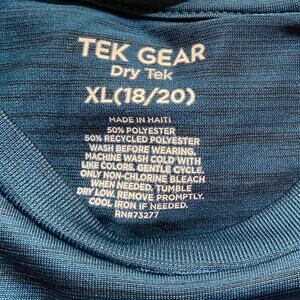 TEK GEAR
Dry Tek
XL(18/20)
MADE IN HAITI
50% POLYESTER
50% RECYCLED POLYESTER
WASH BEFORE WEARING.
MACHINE WASH COLD WITH
LIKE COLORS. GENTLE CYCLE.
ONLY NON-CHLORINE BLEACH
WHEN NEEDED. TUMBLE
DRY LOW. REMOVE PROMPTLY.
COOL IRON IF NEEDED.
RN#73277